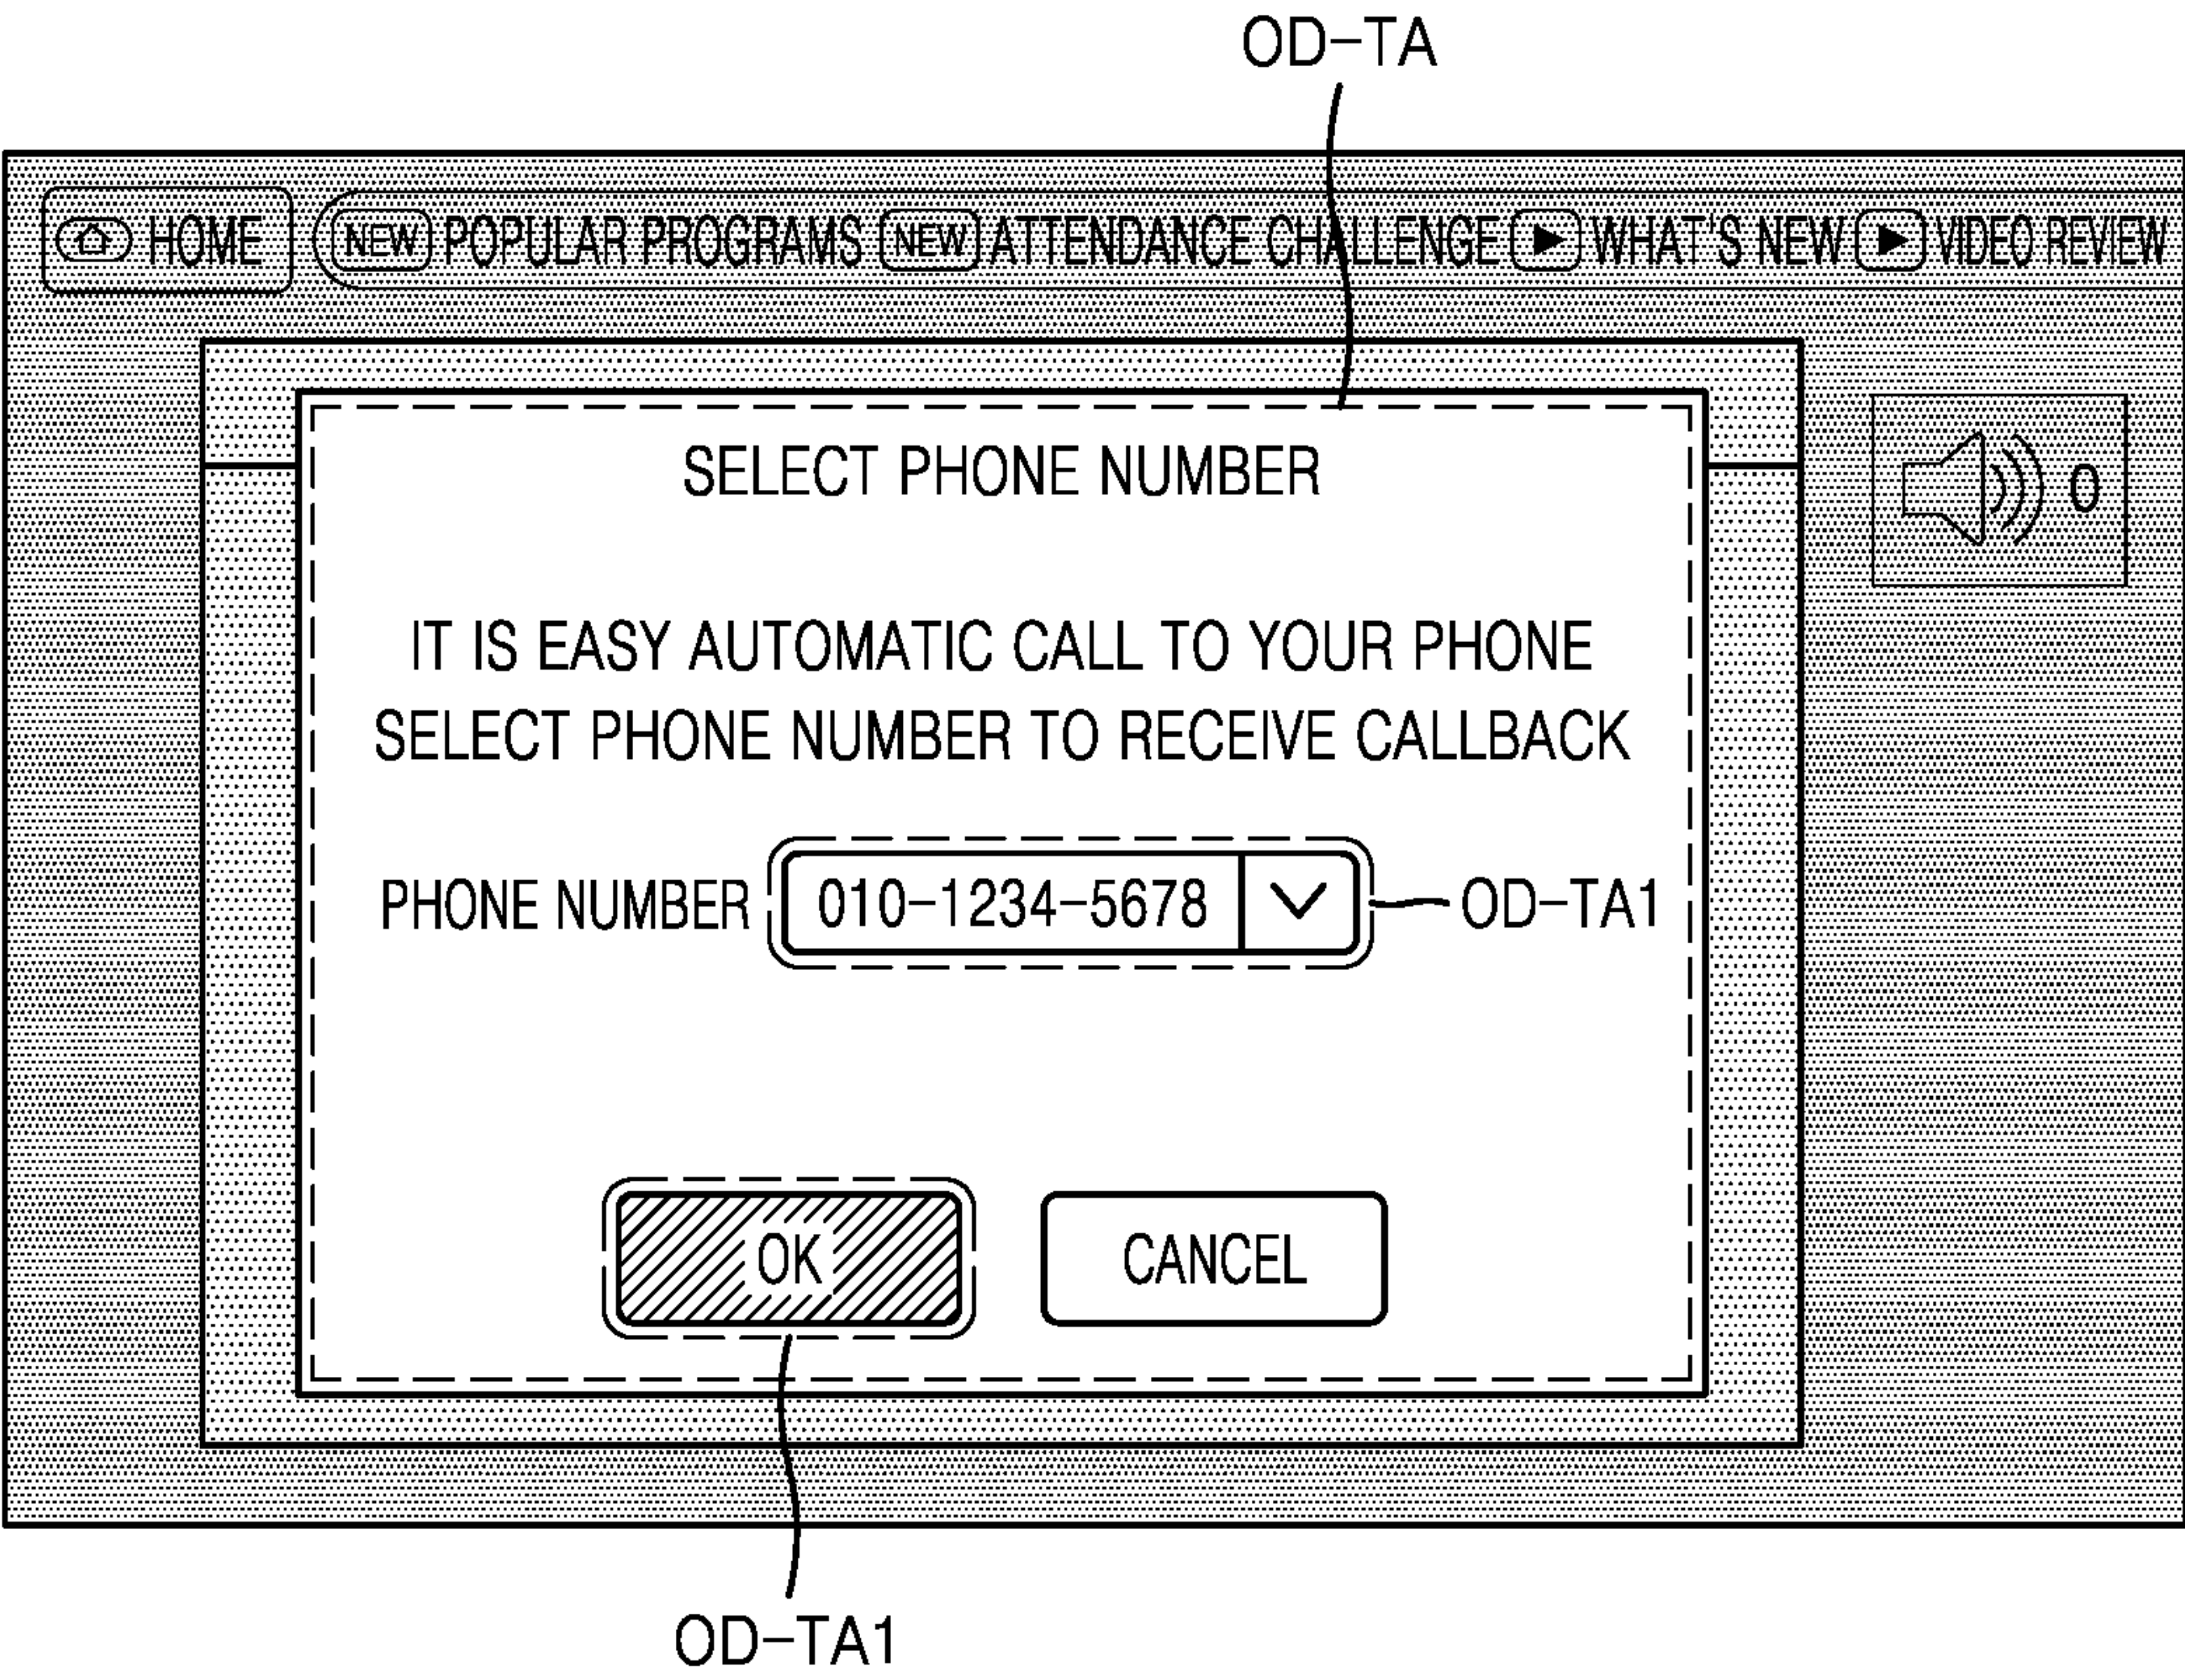 OD-TA
HOME NEW POPULAR PROGRAMS NEW ATTENDANCE CHALLENGE WHAT'S NEW VIDEO REVIEW
SELECT PHONE NUMBER
0
IT IS EASY AUTOMATIC CALL TO YOUR PHONE
SELECT PHONE NUMBER TO RECEIVE CALLBACK
PHONE NUMBER 010-1234-5678 OD-TA1
OK CANCEL
OD-TA1